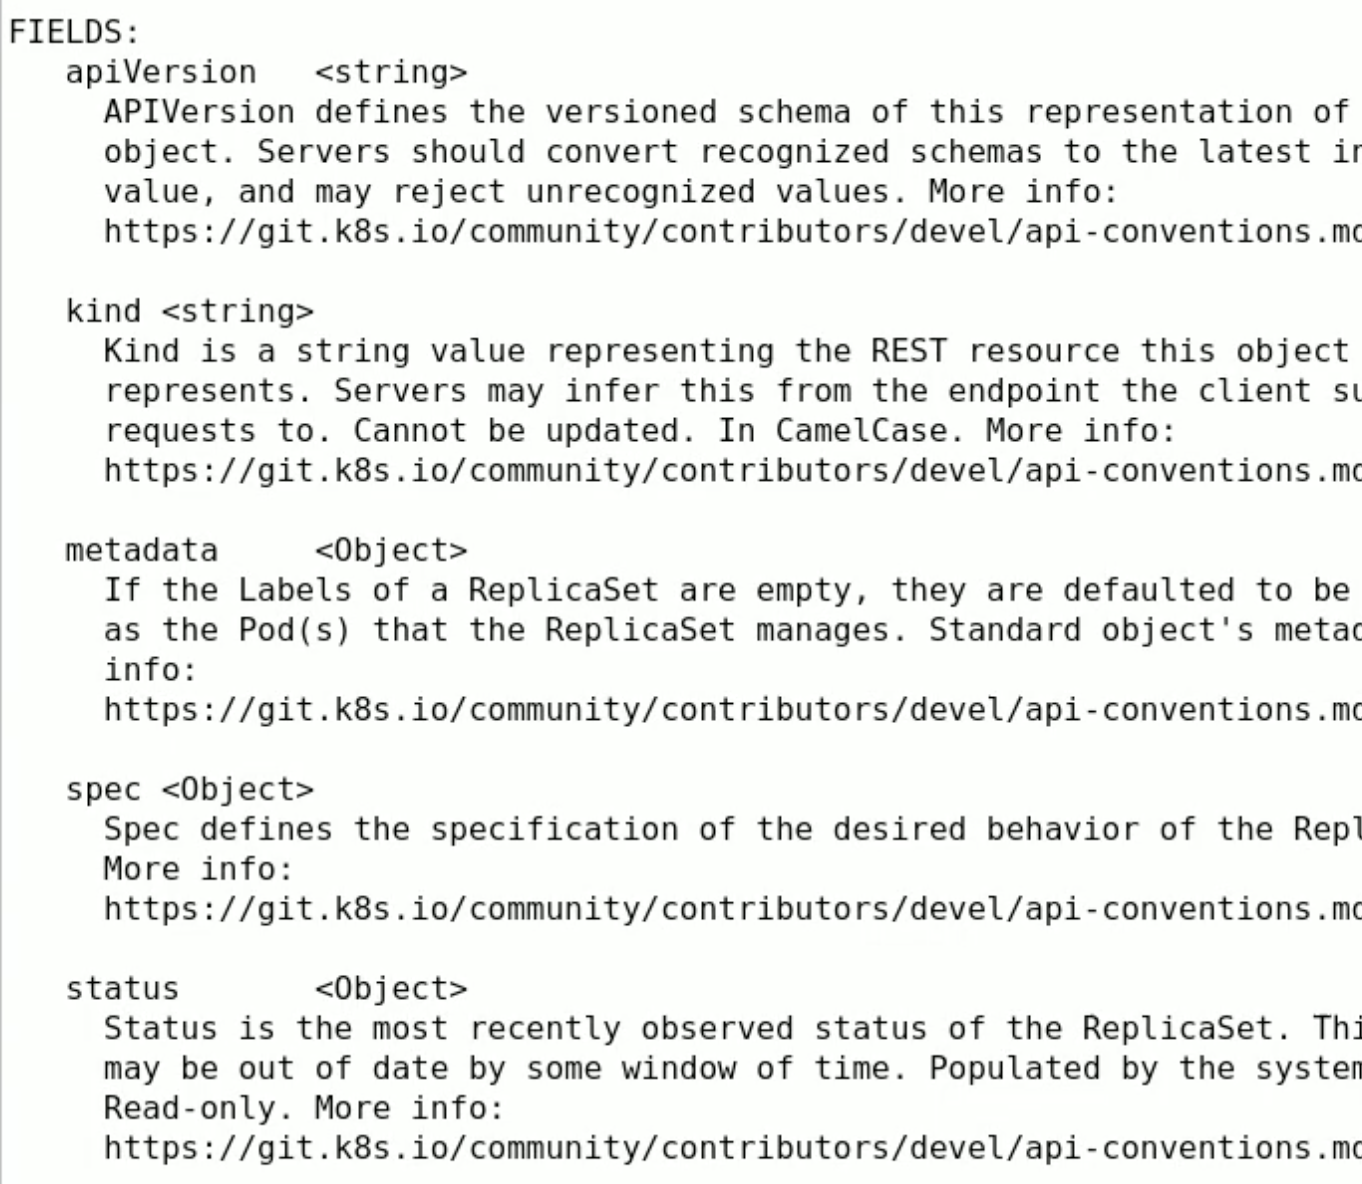 FIELDS:
apiVersion <string>
APIVersion defines the versioned schema of this representation of
object. Servers should convert recognized schemas to the latest in
value, and may reject unrecognized values. More info:
https://git.k8s.io/community/contributors/devel/api-conventions.md
kind <string>
Kind is a string value representing the REST resource this object
represents. Servers may infer this from the endpoint the client su
requests to. Cannot be updated. In CamelCase. More info:
https://git.k8s.io/community/contributors/devel/api-conventions.md
metadata <Object>
If the Labels of a ReplicaSet are empty, they are defaulted to be
as the Pod(s) that the ReplicaSet manages. Standard object's metad
info:
https://git.k8s.io/community/contributors/devel/api-conventions.md
spec <Object>
Spec defines the specification of the desired behavior of the Repl
More info:
https://git.k8s.io/community/contributors/devel/api-conventions.md
status <Object>
Status is the most recently observed status of the ReplicaSet. Thi
may be out of date by some window of time. Populated by the system
Read-only. More info:
https://git.k8s.io/community/contributors/devel/api-conventions.md